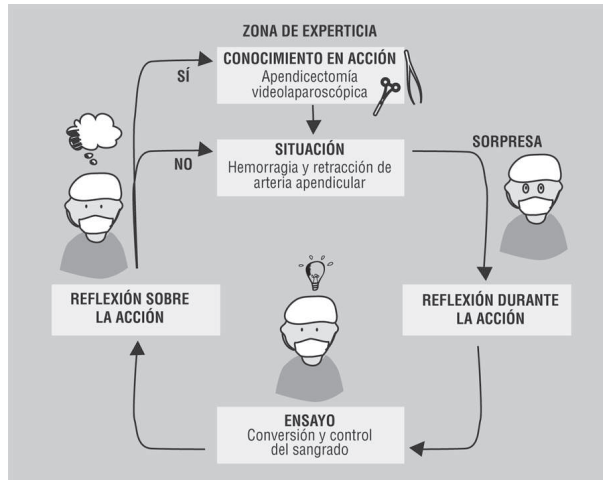 ZONA DE EXPERTICIA
CONOCIMIENTO EN ACCIÓN
Apendicectomía
videolaparoscópica
SÍ
SITUACIÓN
Hemorragia y retracción de
arteria apendicular
NO
SORPRESA
REFLEXIÓN DURANTE
LA ACCIÓN
ENSAYO
Conversión y control
del sangrado
REFLEXIÓN SOBRE
LA ACCIÓN